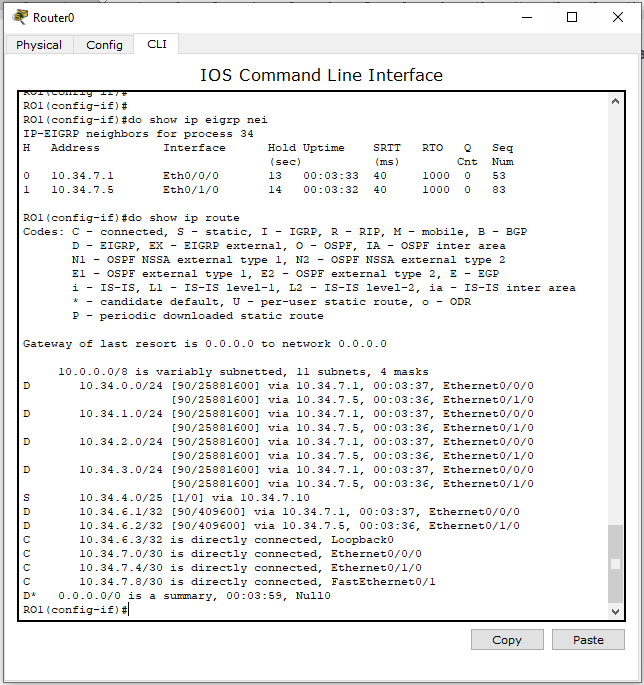 Router0
Physical Config CLI
IOS Command Line Interface
RO1(config-if)#
RO1(config-if)#
RO1(config-if)#do show ip eigrp nei
IP-EIGRP neighbors for process 34
H   Address         Interface      Hold Uptime    SRTT   RTO   Q   Seq
                                   (sec)          (ms)        Cnt  Num
0   10.34.7.1       Eth0/0/0       13   00:03:33  40     1000  0   53
1   10.34.7.5       Eth0/1/0       14   00:03:32  40     1000  0   83
RO1(config-if)#do show ip route
Codes: C - connected, S - static, I - IGRP, R - RIP, M - mobile, B - BGP
       D - EIGRP, EX - EIGRP external, O - OSPF, IA - OSPF inter area
       N1 - OSPF NSSA external type 1, N2 - OSPF NSSA external type 2
       E1 - OSPF external type 1, E2 - OSPF external type 2, E - EGP
       i - IS-IS, L1 - IS-IS level-1, L2 - IS-IS level-2, ia - IS-IS inter area
       * - candidate default, U - per-user static route, o - ODR
       P - periodic downloaded static route
Gateway of last resort is 0.0.0.0 to network 0.0.0.0
     10.0.0.0/8 is variably subnetted, 11 subnets, 4 masks
D       10.34.0.0/24 [90/25881600] via 10.34.7.1, 00:03:37, Ethernet0/0/0
                     [90/25881600] via 10.34.7.5, 00:03:36, Ethernet0/1/0
D       10.34.1.0/24 [90/25881600] via 10.34.7.1, 00:03:37, Ethernet0/0/0
                     [90/25881600] via 10.34.7.5, 00:03:36, Ethernet0/1/0
D       10.34.2.0/24 [90/25881600] via 10.34.7.1, 00:03:37, Ethernet0/0/0
                     [90/25881600] via 10.34.7.5, 00:03:36, Ethernet0/1/0
D       10.34.3.0/24 [90/25881600] via 10.34.7.1, 00:03:37, Ethernet0/0/0
                     [90/25881600] via 10.34.7.5, 00:03:36, Ethernet0/1/0
S       10.34.4.0/25 [1/0] via 10.34.7.10
D       10.34.6.1/32 [90/409600] via 10.34.7.1, 00:03:37, Ethernet0/0/0
D       10.34.6.2/32 [90/409600] via 10.34.7.5, 00:03:36, Ethernet0/1/0
C       10.34.6.3/32 is directly connected, Loopback0
C       10.34.7.0/30 is directly connected, Ethernet0/0/0
C       10.34.7.4/30 is directly connected, Ethernet0/1/0
C       10.34.7.8/30 is directly connected, FastEthernet0/1
D*   0.0.0.0/0 is a summary, 00:03:59, Null0
RO1(config-if)#
Copy Paste